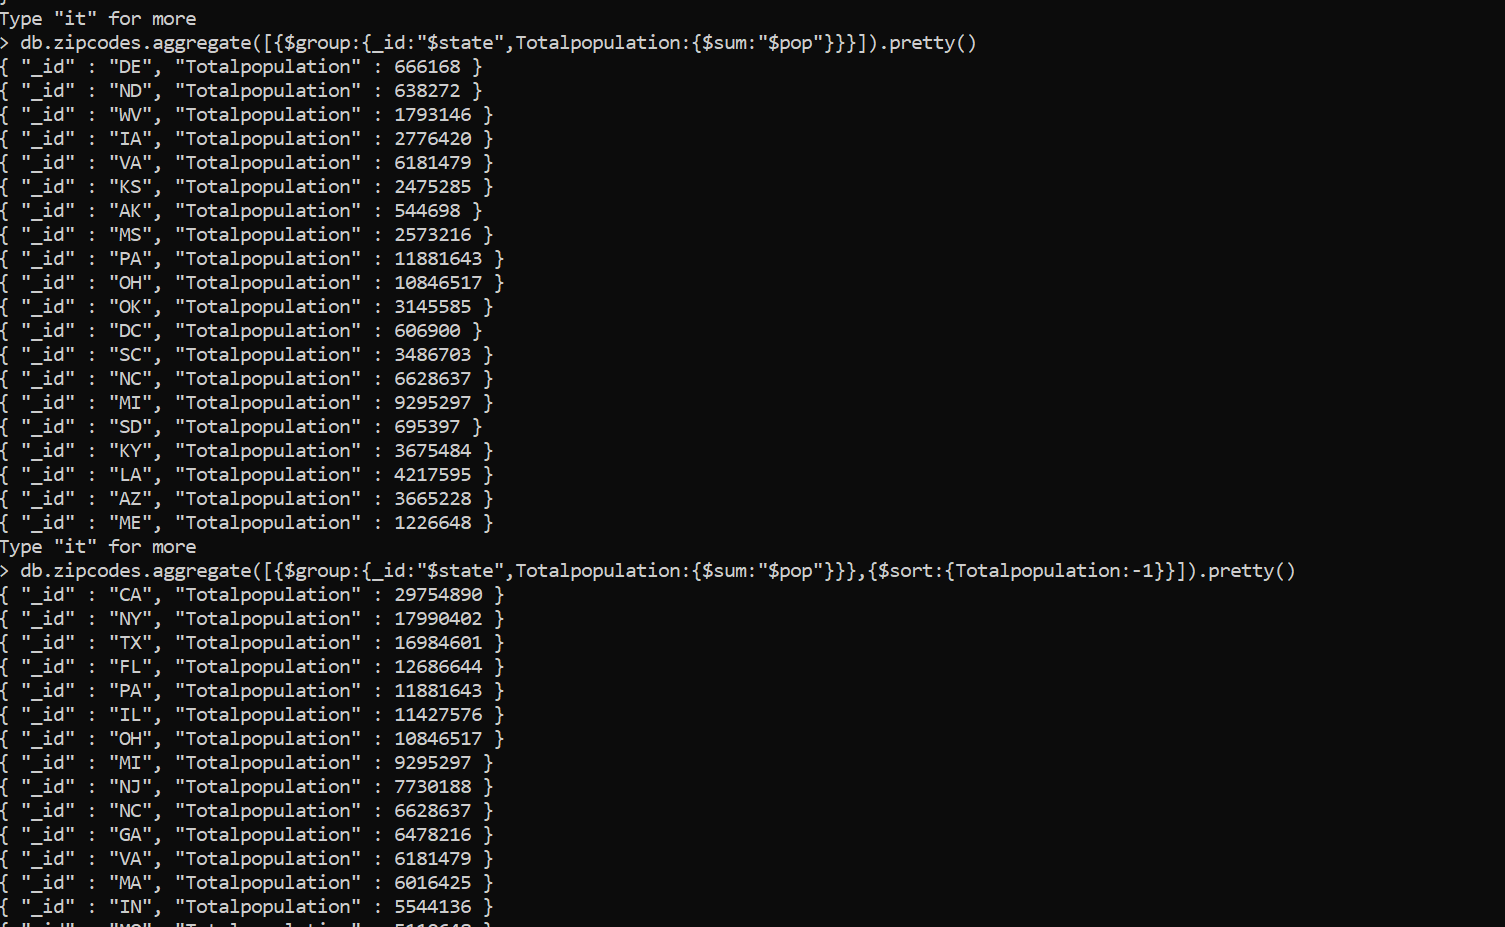 Type "it" for more
> db.zipcodes.aggregate([{$group:{_id:"$state",Totalpopulation:{$sum:"$pop"}}}]).pretty()
{ "_id" : "DE", "Totalpopulation" : 666168 }
{ "_id" : "ND", "Totalpopulation" : 638272 }
{ "_id" : "WV", "Totalpopulation" : 1793146 }
{ "_id" : "IA", "Totalpopulation" : 2776420 }
{ "_id" : "VA", "Totalpopulation" : 6181479 }
{ "_id" : "KS", "Totalpopulation" : 2475285 }
{ "_id" : "AK", "Totalpopulation" : 544698 }
{ "_id" : "MS", "Totalpopulation" : 2573216 }
{ "_id" : "PA", "Totalpopulation" : 11881643 }
{ "_id" : "OH", "Totalpopulation" : 10846517 }
{ "_id" : "OK", "Totalpopulation" : 3145585 }
{ "_id" : "DC", "Totalpopulation" : 606900 }
{ "_id" : "SC", "Totalpopulation" : 3486703 }
{ "_id" : "NC", "Totalpopulation" : 6628637 }
{ "_id" : "MI", "Totalpopulation" : 9295297 }
{ "_id" : "SD", "Totalpopulation" : 695397 }
{ "_id" : "KY", "Totalpopulation" : 3675484 }
{ "_id" : "LA", "Totalpopulation" : 4217595 }
{ "_id" : "AZ", "Totalpopulation" : 3665228 }
{ "_id" : "ME", "Totalpopulation" : 1226648 }
Type "it" for more
> db.zipcodes.aggregate([{$group:{_id:"$state",Totalpopulation:{$sum:"$pop"}}},{$sort:{Totalpopulation:-1}}]).pretty()
{ "_id" : "CA", "Totalpopulation" : 29754890 }
{ "_id" : "NY", "Totalpopulation" : 17990402 }
{ "_id" : "TX", "Totalpopulation" : 16984601 }
{ "_id" : "FL", "Totalpopulation" : 12686644 }
{ "_id" : "PA", "Totalpopulation" : 11881643 }
{ "_id" : "IL", "Totalpopulation" : 11427576 }
{ "_id" : "OH", "Totalpopulation" : 10846517 }
{ "_id" : "MI", "Totalpopulation" : 9295297 }
{ "_id" : "NJ", "Totalpopulation" : 7730188 }
{ "_id" : "NC", "Totalpopulation" : 6628637 }
{ "_id" : "GA", "Totalpopulation" : 6478216 }
{ "_id" : "VA", "Totalpopulation" : 6181479 }
{ "_id" : "MA", "Totalpopulation" : 6016425 }
{ "_id" : "IN", "Totalpopulation" : 5544136 }